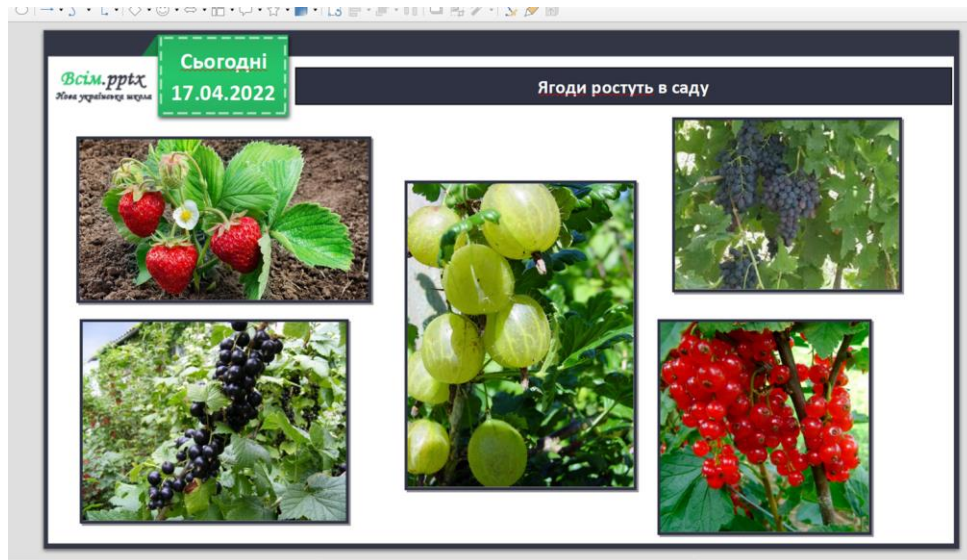 Сьогодні
17.04.2022
Всім.pptx
Нова українська школа
Ягоди ростуть в саду